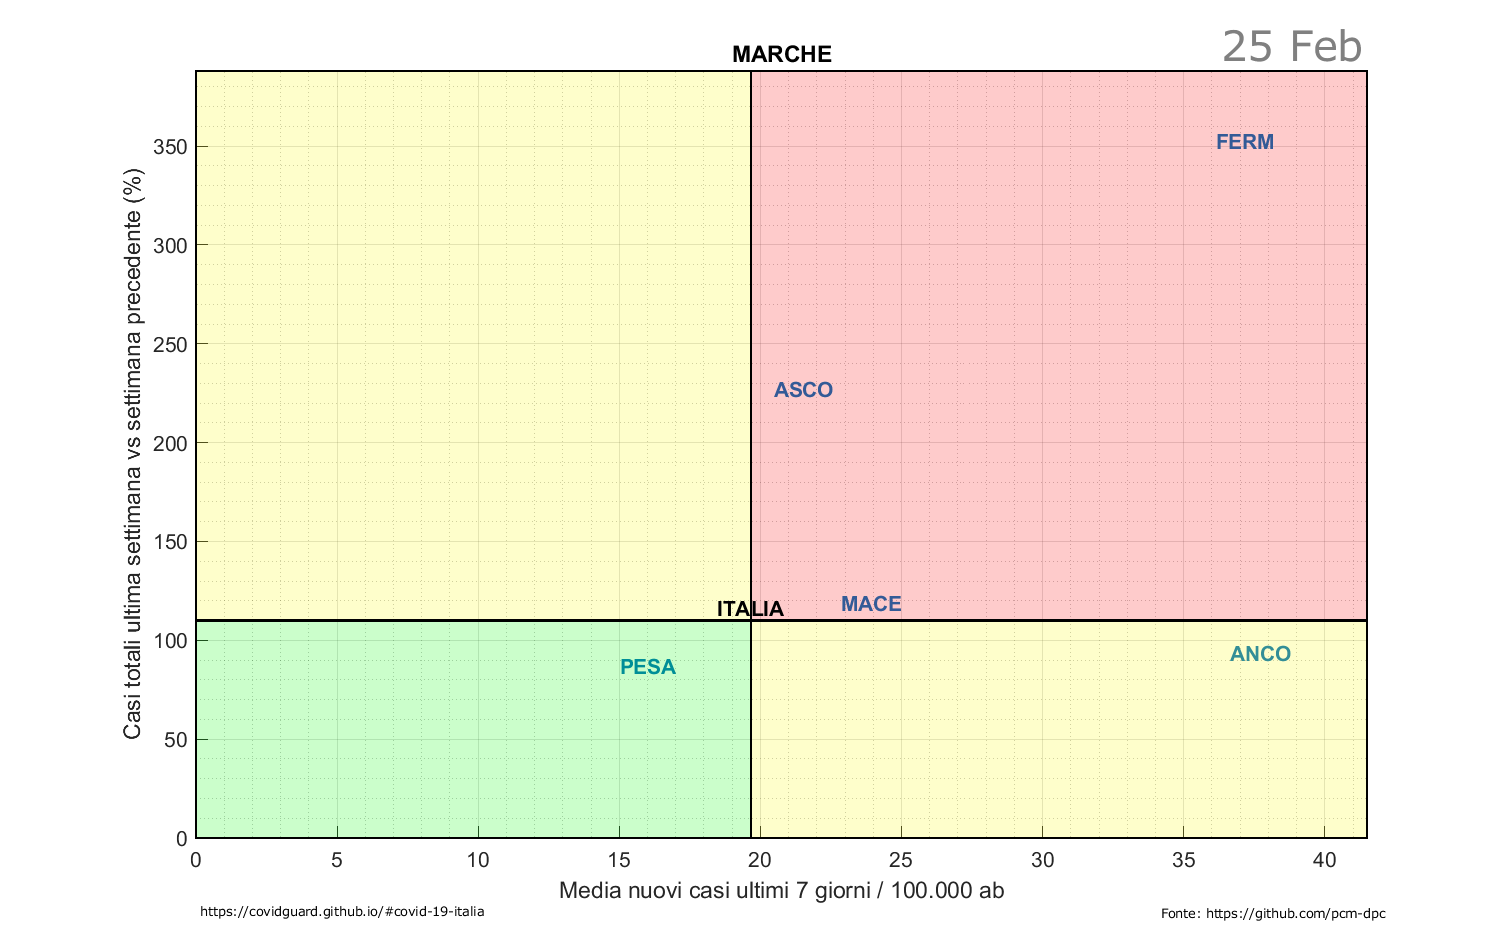 MARCHE
25 Feb
Casi totali ultima settimana vs settimana precedente (%)
350
300
250
200
150
100
50
0
FERM
ASCO
ITALIA
MACE
PESA
ANCO
0 5 10 15 20 25 30 35 40
Media nuovi casi ultimi 7 giorni / 100.000 ab
https://covidguard.github.io/#covid-19-italia
Fonte: https://github.com/pcm-dpc